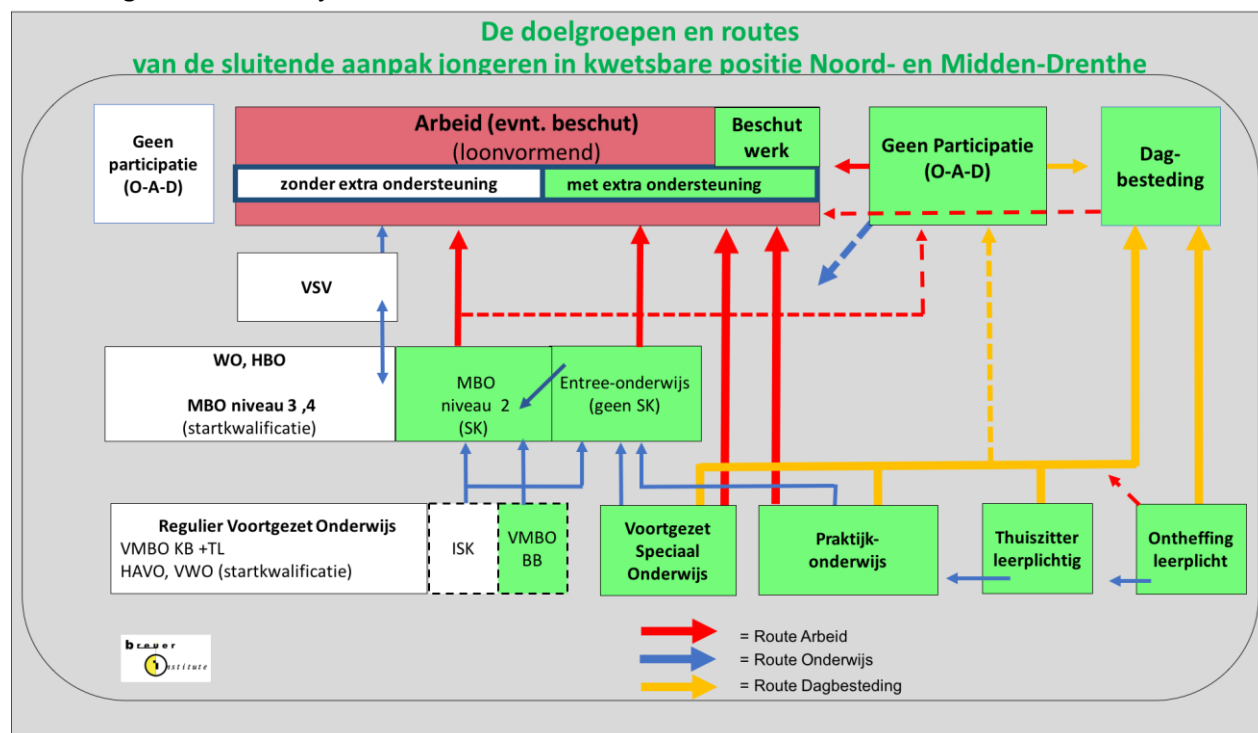 De doelgroepen en routes
van de sluitende aanpak jongeren in kwetsbare positie Noord- en Midden-Drenthe
Geen
participatie
(O-A-D)
Arbeid (evnt. beschut)
(loonvormend)
Beschut
werk
zonder extra ondersteuning
met extra ondersteuning
Geen Participatie
(O-A-D)
Dag-
besteding
VSV
WO, HBO
MBO niveau 3 ,4
(startkwalificatie)
MBO
niveau 2
(SK)
Entree-onderwijs
(geen SK)
Regulier Voortgezet Onderwijs
VMBO KB +TL
HAVO, VWO (startkwalificatie)
ISK
VMBO
BB
Voortgezet
Speciaal
Onderwijs
Praktijk-
onderwijs
Thuiszitter
leerplichtig
Ontheffing
leerplicht
= Route Arbeid
= Route Onderwijs
= Route Dagbesteding